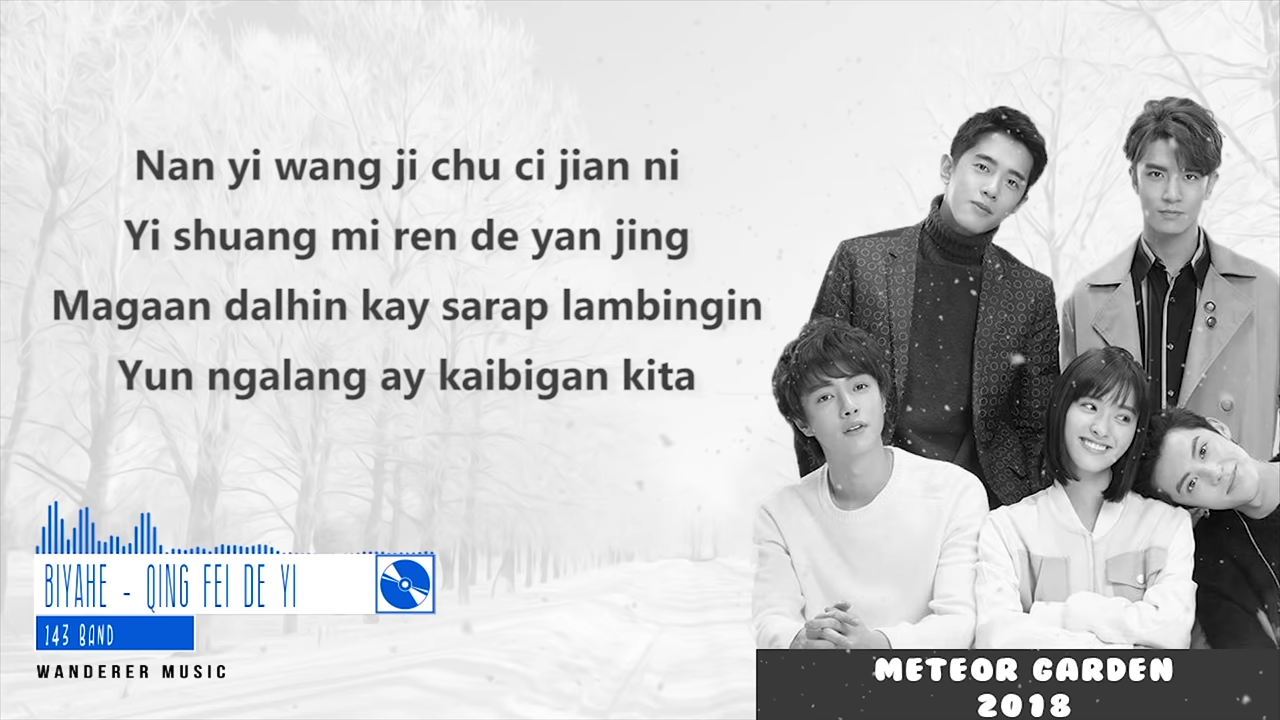 Nan yi wang ji chu ci jian ni
Yi shuang mi ren de yan jing
Magaan dalhin kay sarap lambingin
Yun ngalang ay kaibigan kita
BIYAHE - QING FEI DE YI
143 BAND
WANDERER MUSIC
METEOR GARDEN
2018